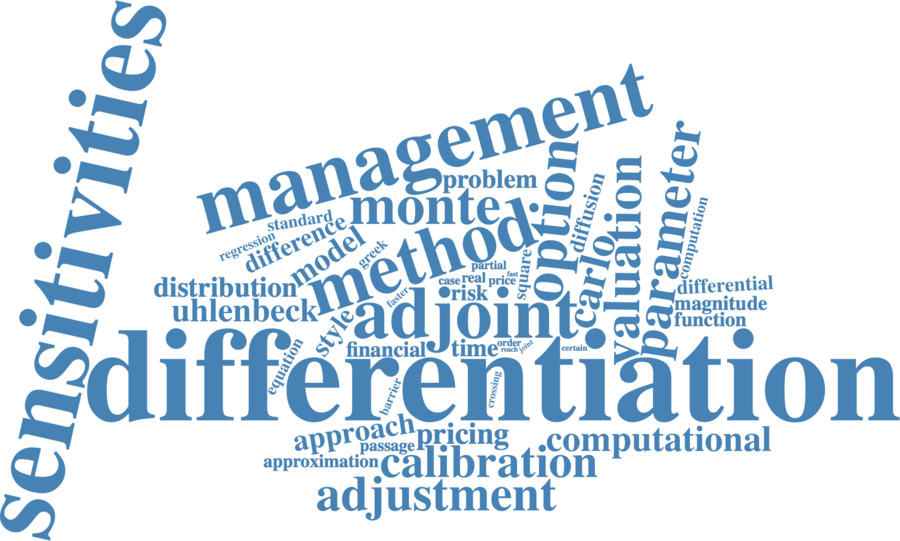 sensitivities
management
problem
option
diffusion
valuation
parameter
computation
standard
monte
regression
difference
model
greek
method
square
carlo
partial
case
real
price
fast
distribution
risk
faster
differential
magnitude
function
uhlenbeck
style
adjoint
equation
financial
time
order
reach
joint
certain
differentiation
barrier
crossing
approach
passage
pricing
computational
approximation
calibration
adjustment